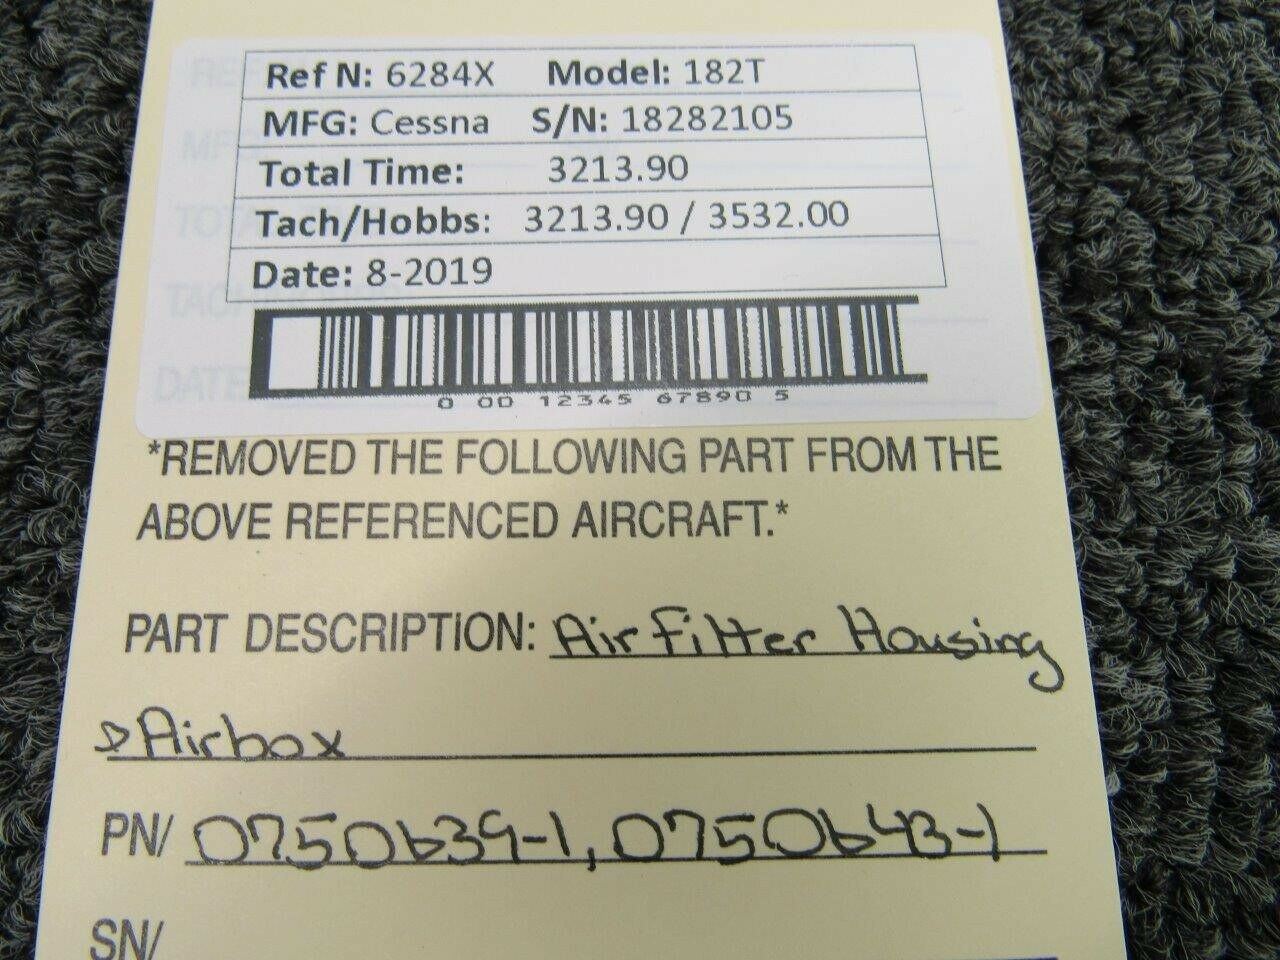 Ref N: 6284X Model: 182T
MFG: Cessna S/N: 18282105
Total Time: 3213.90
Tach/Hobbs: 3213.90 / 3532.00
Date: 8-2019
0 00 12345 67890 5
*REMOVED THE FOLLOWING PART FROM THE
ABOVE REFERENCED AIRCRAFT.*
PART DESCRIPTION: Air Filter Housing
Airbox
PN/ 0750639-1, 0750643-1
SN/